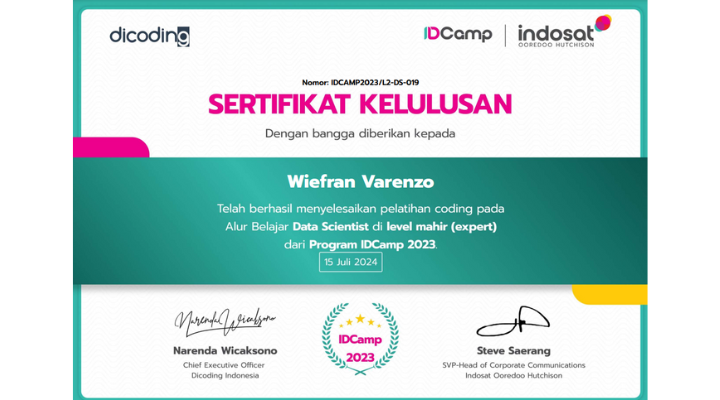 dicoding
IDCamp
indosat
OOREDOO HUTCHISON
Nomor: IDCAMP2023/L2-DS-019
SERTIFIKAT KELULUSAN
Dengan bangga diberikan kepada
Wiefran Varenzo
Telah berhasil menyelesaikan pelatihan coding pada
Alur Belajar Data Scientist di level mahir (expert)
dari Program IDCamp 2023.
15 Juli 2024
Narenda Wicaksono
Narenda Wicaksono
Chief Executive Officer
Dicoding Indonesia
IDCamp
2023
Steve Saerang
SVP-Head of Corporate Communications
Indosat Ooredoo Hutchison